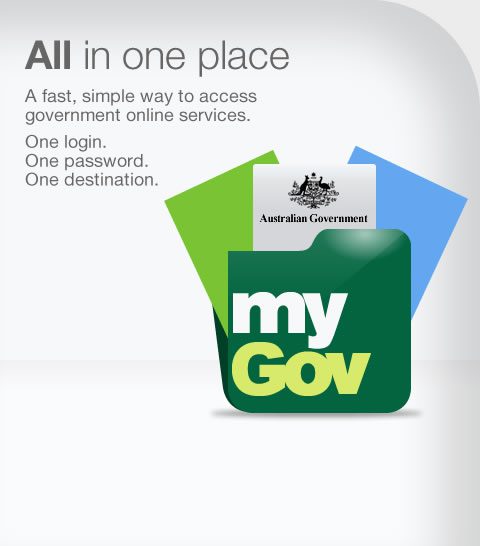 All in one place
A fast, simple way to access
government online services.
One login.
One password.
One destination.
Australian Government
my
Gov